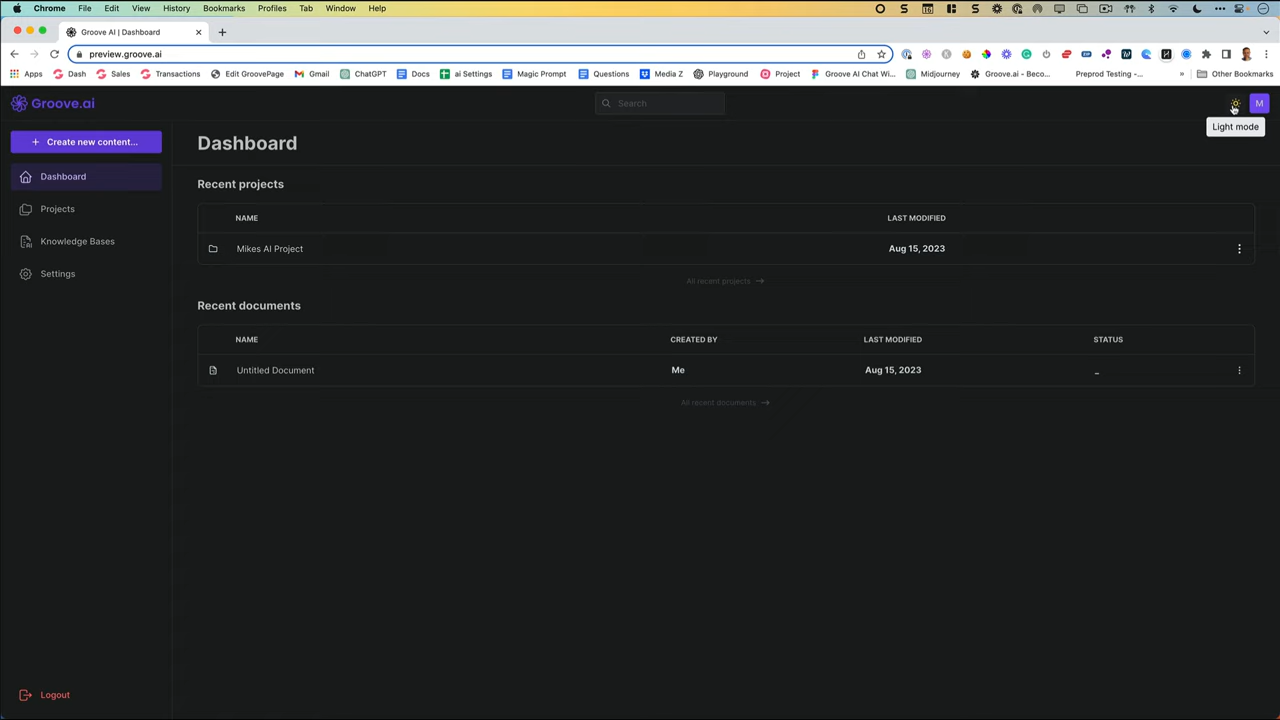 Chrome File Edit View History Bookmarks Profiles Tab Window Help
Groove AI | Dashboard
preview.groove.ai
Apps Dash Sales Transactions Edit GroovePage Gmail ChatGPT Docs ai Settings Magic Prompt Questions Media Z Playground Project Groove AI Chat Wi... Midjourney Groove.ai - Beco... Preprod Testing -... » Other Bookmarks
Groove.ai
Search
M
Light mode
+ Create new content...
Dashboard
Projects
Knowledge Bases
Settings
Logout
Dashboard
Recent projects
NAME LAST MODIFIED
Mikes AI Project Aug 15, 2023
All recent projects →
Recent documents
NAME CREATED BY LAST MODIFIED STATUS
Untitled Document Me Aug 15, 2023 _
All recent documents →